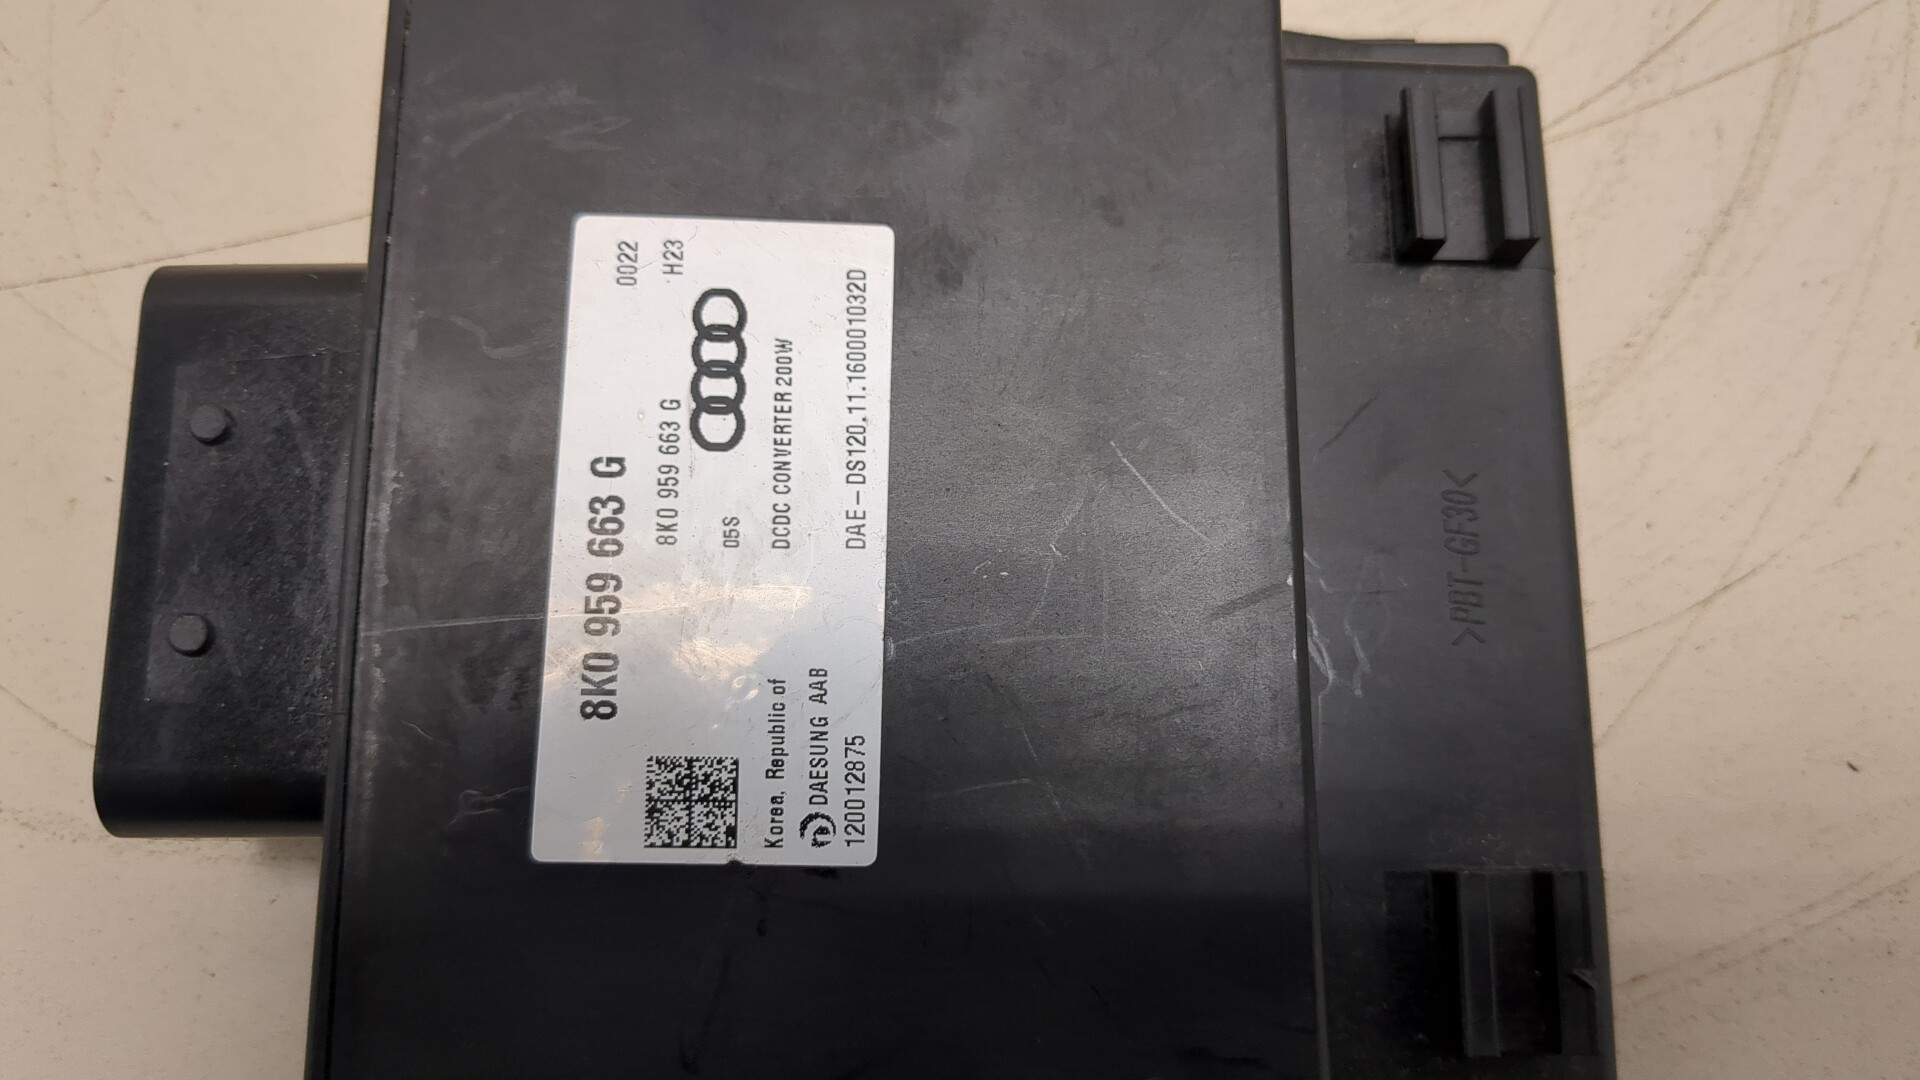 8K0 959 663 G
0022
8K0 959 663 G
H23
05S
Korea, Republic of
DCDC CONVERTER 200W
DAESUNG AAB
120012875
DAE-DS120.11.160001032D
>PBT-GF30<